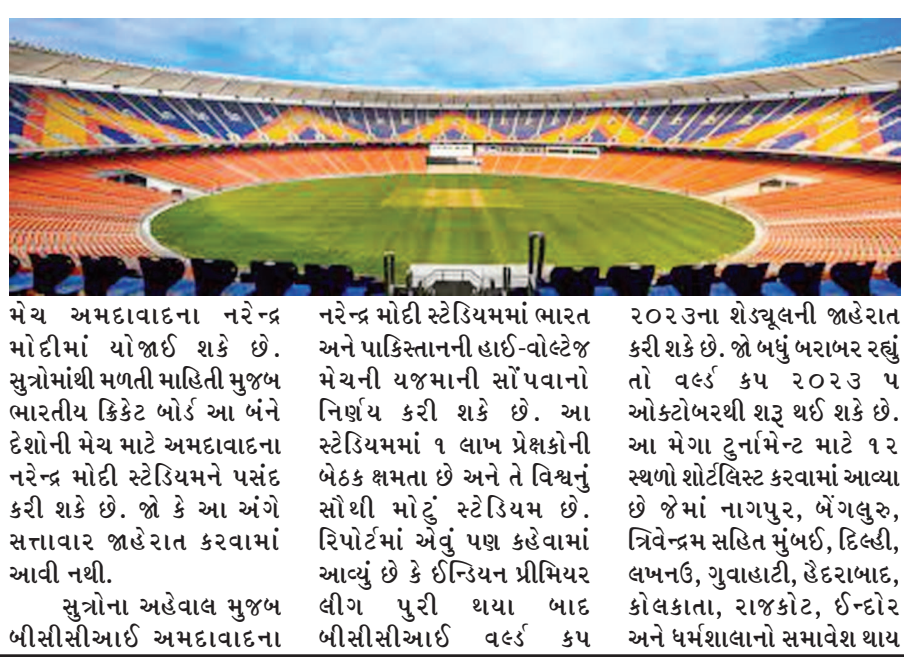 મેચ અમદાવાદના નરેન્દ્ર
મોદીમાં યોજાઈ શકે છે.
સુત્રોમાંથી મળતી માહિતી મુજબ
ભારતીય ક્રિકેટ બોર્ડ આ બંને
દેશોની મેચ માટે અમદાવાદના
નરેન્દ્ર મોદી સ્ટેડિયમને પસંદ
કરી શકે છે. જો કે આ અંગે
સત્તાવાર જાહેરાત કરવામાં
આવી નથી.
સુત્રોના અહેવાલ મુજબ
બીસીસીઆઈ અમદાવાદના
નરેન્દ્ર મોદી સ્ટેડિયમમાં ભારત
અને પાકિસ્તાનની હાઈ-વોલ્ટેજ
મેચની યજમાની સોંપવાનો
નિર્ણય કરી શકે છે. આ
સ્ટેડિયમમાં ૧ લાખ પ્રેક્ષકોની
બેઠક ક્ષમતા છે અને તે વિશ્વનું
સૌથી મોટું સ્ટેડિયમ છે.
રિપોર્ટમાં એવું પણ કહેવામાં
આવ્યું છે કે ઈન્ડિયન પ્રીમિયર
લીગ પુરી થયા બાદ
બીસીસીઆઈ વર્લ્ડ કપ
૨૦૨૩ના શેડ્યૂલની જાહેરાત
કરી શકે છે. જો બધું બરાબર રહ્યું
તો વર્લ્ડ કપ ૨૦૨૩ ૫
ઓક્ટોબરથી શરૂ થઈ શકે છે.
આ મેગા ટુર્નામેન્ટ માટે ૧૨
સ્થળો શોર્ટલિસ્ટ કરવામાં આવ્યા
છે જેમાં નાગપુર, બેંગલુરુ,
ત્રિવેન્દ્રમ સહિત મુંબઈ, દિલ્હી,
લખનઉ, ગુવાહાટી, હૈદરાબાદ,
કોલકાતા, રાજકોટ, ઈન્દોર
અને ધર્મશાલાનો સમાવેશ થાય